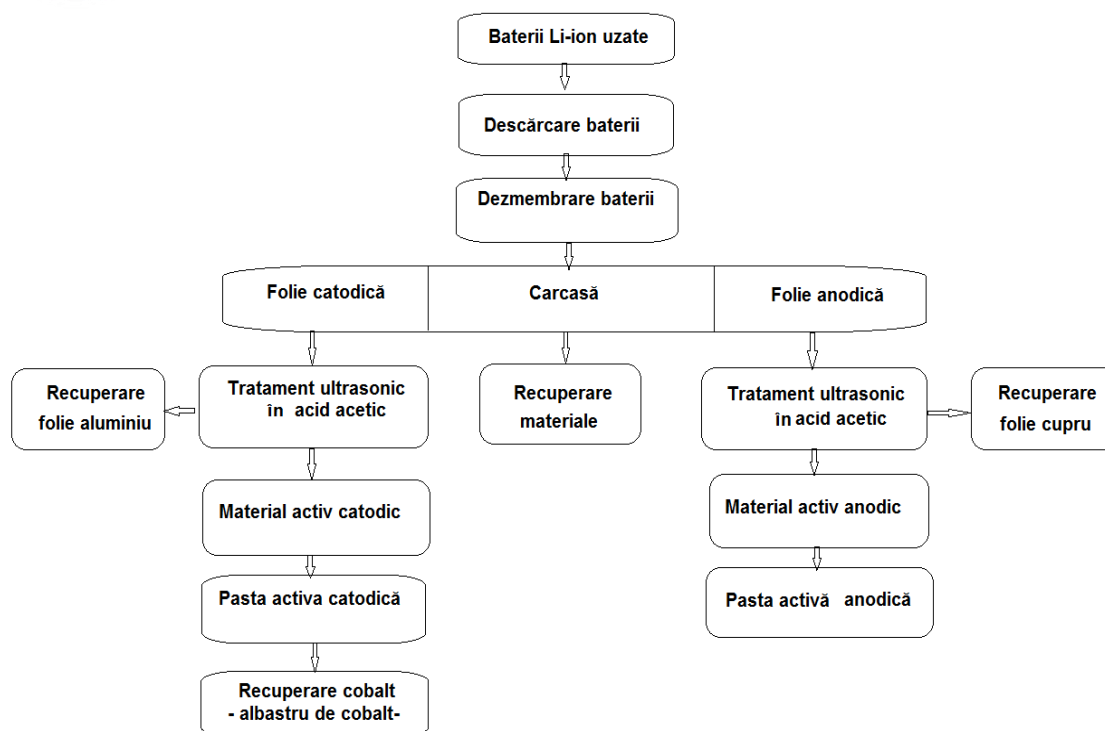 Baterii Li-ion uzate
Descărcare baterii
Dezmembrare baterii
Folie catodică
Carcasă
Folie anodică
Recuperare
folie aluminiu
Tratament ultrasonic
în acid acetic
Recuperare
materiale
Tratament ultrasonic
în acid acetic
Recuperare
folie cupru
Material activ catodic
Material activ anodic
Pasta activa catodică
Pasta activă anodică
Recuperare cobalt
- albastru de cobalt-